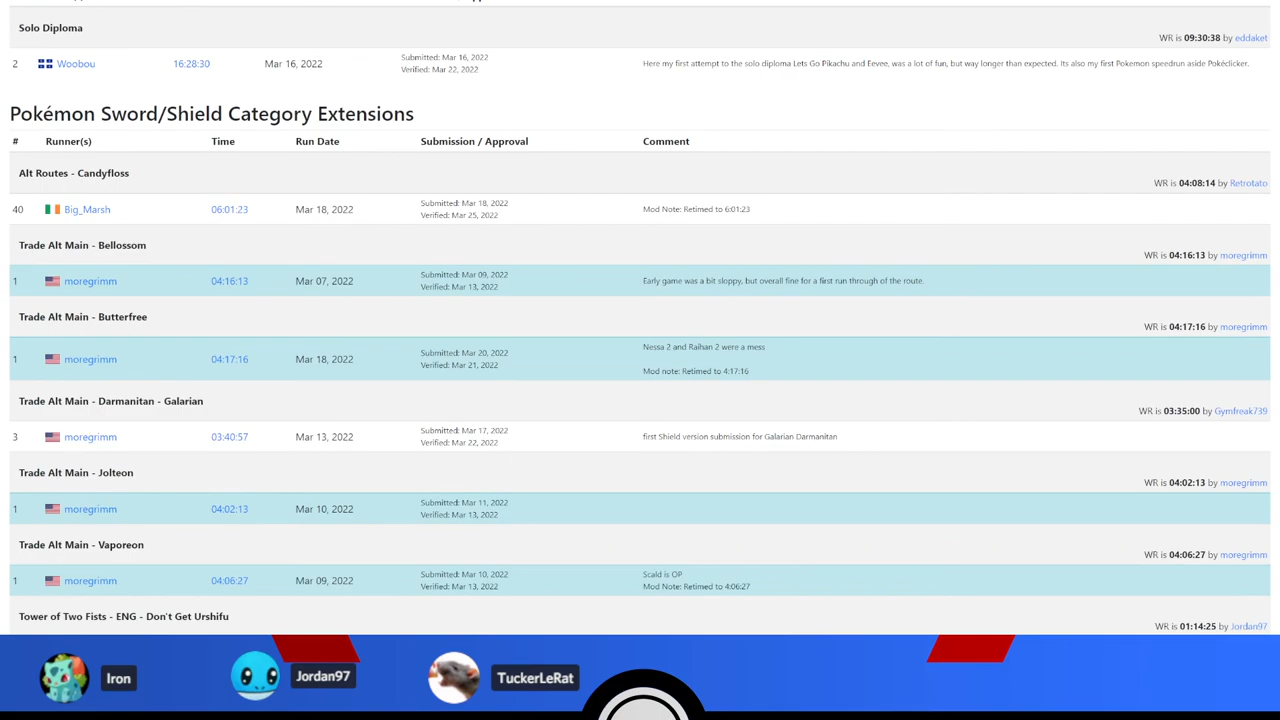 Solo Diploma
WR is 09:30:38 by eddaket
2 Woobou 16:28:30 Mar 16, 2022 Submitted: Mar 16, 2022 Here my first attempt to the solo diploma Lets Go Pikachu and Eevee, was a lot of fun, but way longer than expected. Its also my first Pokemon speedrun aside Pokéclicker.
Verified: Mar 22, 2022
Pokémon Sword/Shield Category Extensions
# Runner(s) Time Run Date Submission / Approval Comment
Alt Routes - Candyfloss
WR is 04:08:14 by Retrotato
40 Big_Marsh 06:01:23 Mar 18, 2022 Submitted: Mar 18, 2022 Mod Note: Retimed to 6:01:23
Verified: Mar 25, 2022
Trade Alt Main - Bellossom
WR is 04:16:13 by moregrimm
1 moregrimm 04:16:13 Mar 07, 2022 Submitted: Mar 09, 2022 Early game was a bit sloppy, but overall fine for a first run through of the route.
Verified: Mar 13, 2022
Trade Alt Main - Butterfree
WR is 04:17:16 by moregrimm
1 moregrimm 04:17:16 Mar 18, 2022 Submitted: Mar 20, 2022 Nessa 2 and Raihan 2 were a mess
Verified: Mar 21, 2022 Mod note: Retimed to 4:17:16
Trade Alt Main - Darmanitan - Galarian
WR is 03:35:00 by Gymfreak739
3 moregrimm 03:40:57 Mar 13, 2022 Submitted: Mar 17, 2022 first Shield version submission for Galarian Darmanitan
Verified: Mar 22, 2022
Trade Alt Main - Jolteon
WR is 04:02:13 by moregrimm
1 moregrimm 04:02:13 Mar 10, 2022 Submitted: Mar 11, 2022
Verified: Mar 13, 2022
Trade Alt Main - Vaporeon
WR is 04:06:27 by moregrimm
1 moregrimm 04:06:27 Mar 09, 2022 Submitted: Mar 10, 2022 Scald is OP
Verified: Mar 13, 2022 Mod Note: Retimed to 4:06:27
Tower of Two Fists - ENG - Don't Get Urshifu
WR is 01:14:25 by Jordan97
Iron Jordan97 TuckerLeRat